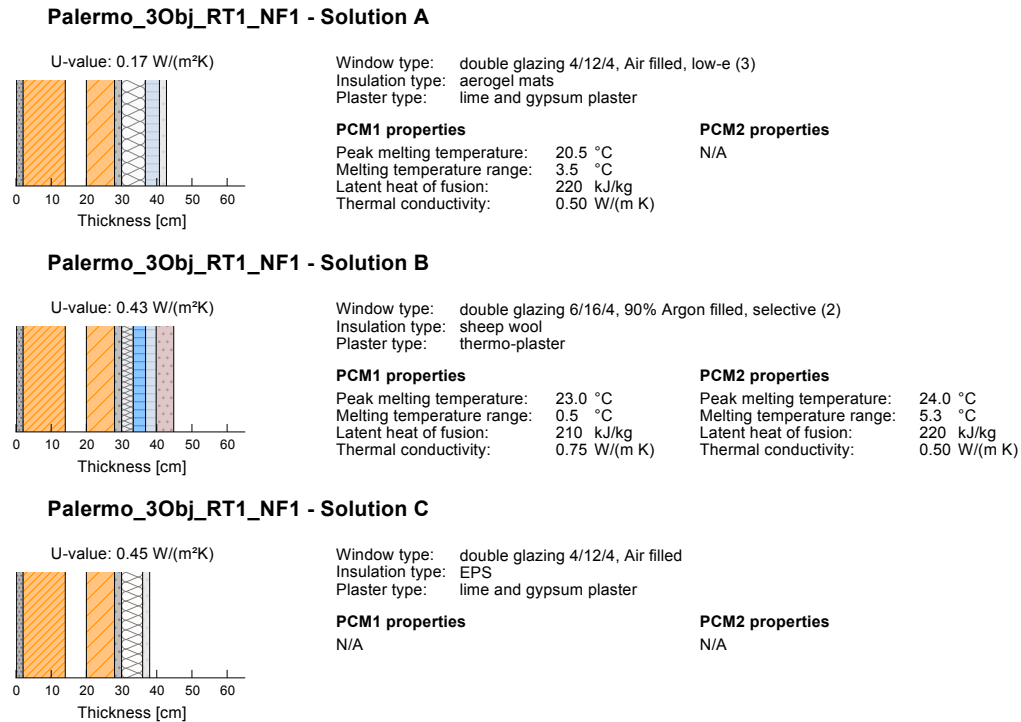 Palermo_3Obj_RT1_NF1 - Solution A
U-value: 0.17 W/(m²K)
Window type: double glazing 4/12/4, Air filled, low-e (3)
Insulation type: aerogel mats
Plaster type: lime and gypsum plaster
PCM1 properties PCM2 properties
Peak melting temperature: 20.5 °C N/A
Melting temperature range: 3.5 °C
Latent heat of fusion: 220 kJ/kg
Thermal conductivity: 0.50 W/(m K)
0 10 20 30 40 50 60
Thickness [cm]
Palermo_3Obj_RT1_NF1 - Solution B
U-value: 0.43 W/(m²K)
Window type: double glazing 6/16/4, 90% Argon filled, selective (2)
Insulation type: sheep wool
Plaster type: thermo-plaster
PCM1 properties PCM2 properties
Peak melting temperature: 23.0 °C Peak melting temperature: 24.0 °C
Melting temperature range: 0.5 °C Melting temperature range: 5.3 °C
Latent heat of fusion: 210 kJ/kg Latent heat of fusion: 220 kJ/kg
Thermal conductivity: 0.75 W/(m K) Thermal conductivity: 0.50 W/(m K)
0 10 20 30 40 50 60
Thickness [cm]
Palermo_3Obj_RT1_NF1 - Solution C
U-value: 0.45 W/(m²K)
Window type: double glazing 4/12/4, Air filled
Insulation type: EPS
Plaster type: lime and gypsum plaster
PCM1 properties PCM2 properties
N/A N/A
0 10 20 30 40 50 60
Thickness [cm]